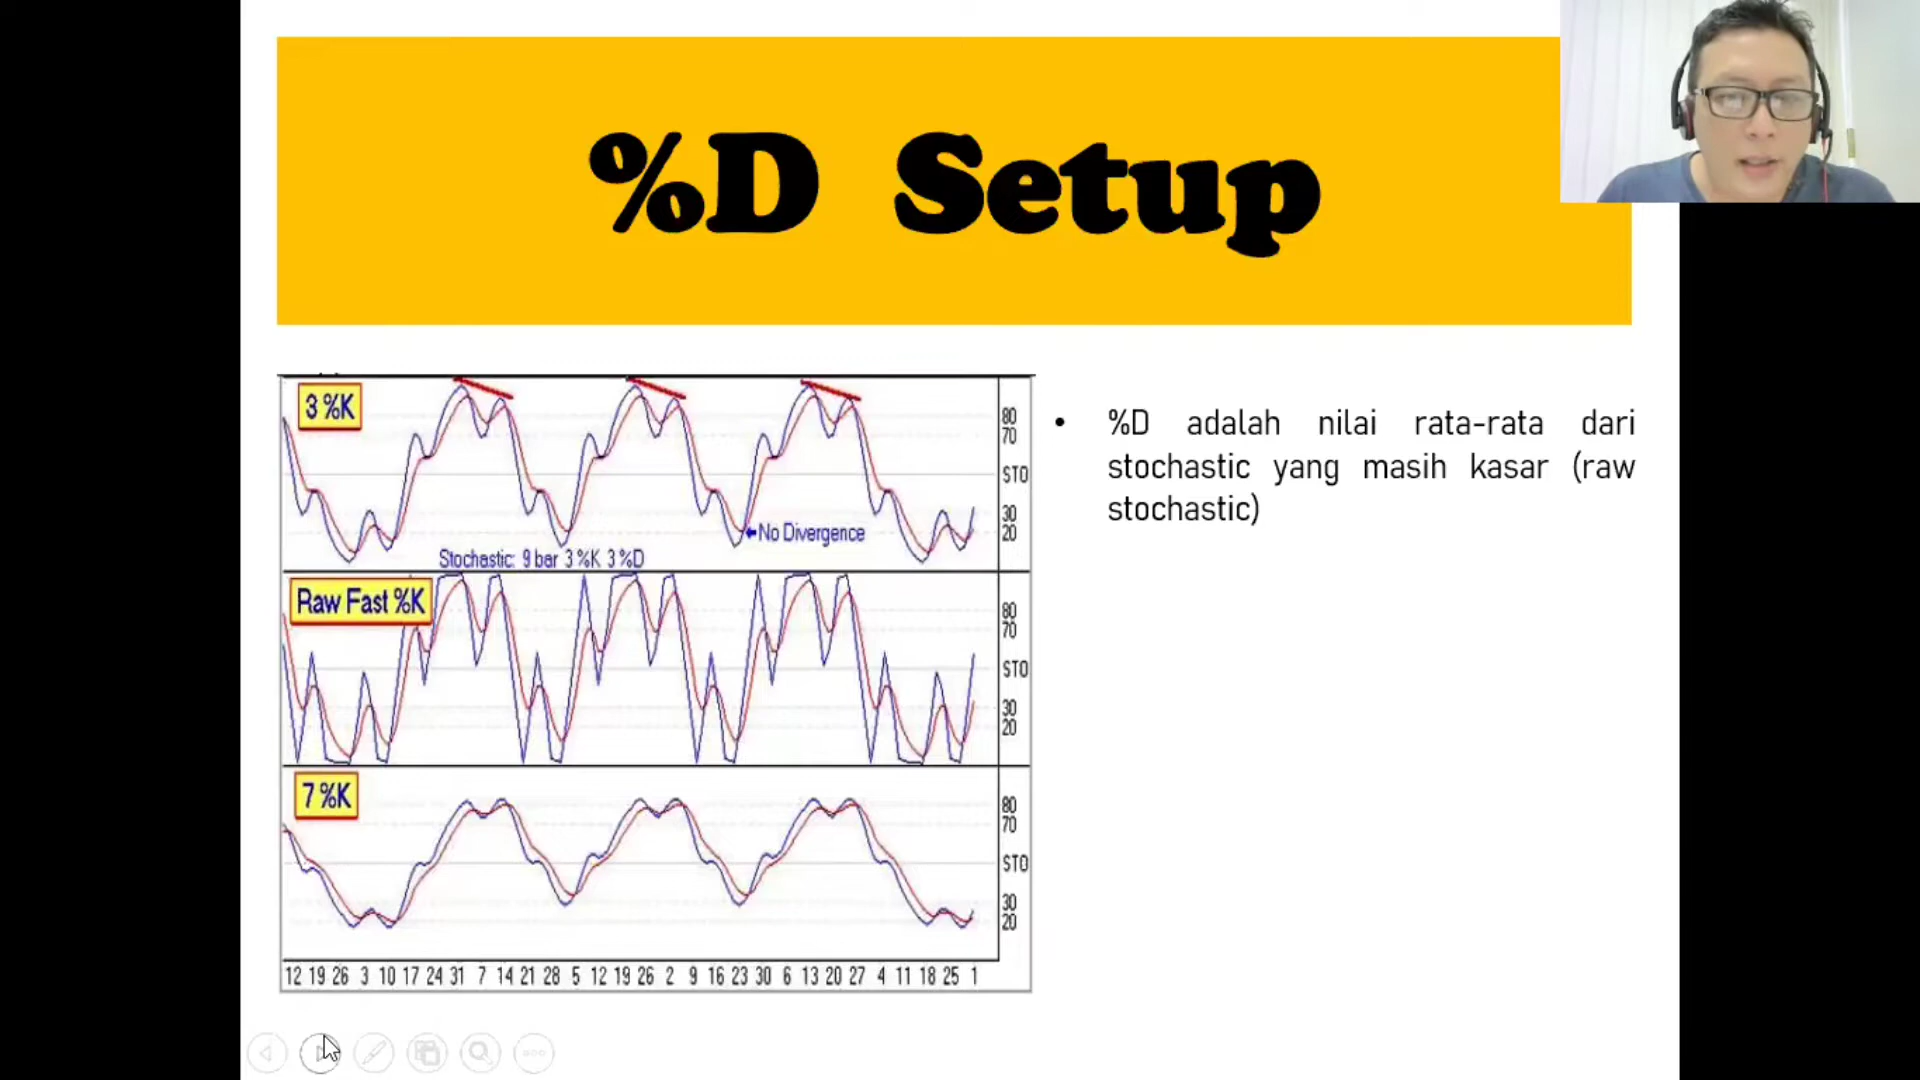 %D Setup
3 %K
80
70
STO
30
20
No Divergence
Stochastic: 9 bar 3 %K 3 %D
Raw Fast %K
80
70
STO
30
20
7 %K
80
70
STO
30
20
12 19 26 3 10 17 24 31 7 14 21 28 5 12 19 26 2 9 16 23 30 6 13 20 27 4 11 18 25 1
• %D adalah nilai rata-rata dari
stochastic yang masih kasar (raw
stochastic)